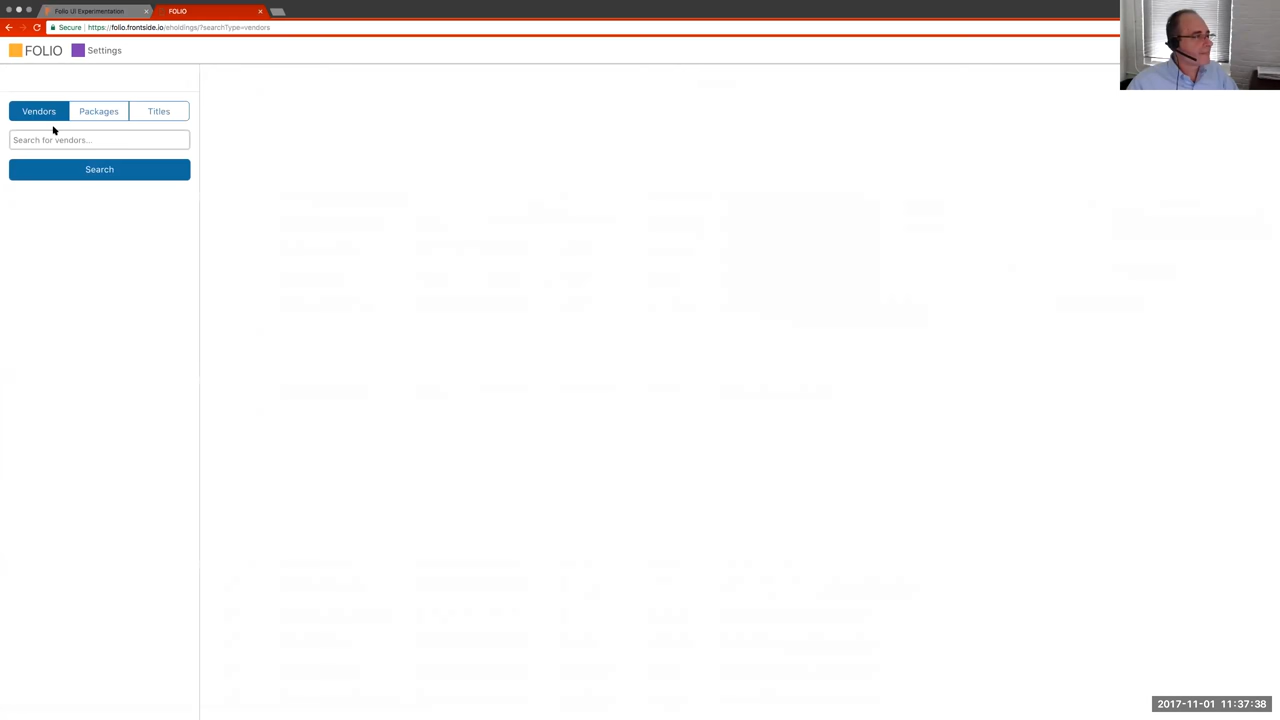 Folio UI Experimentation
FOLIO
Secure https://folio.frontside.io/eholdings/?searchType=vendors
FOLIO Settings
Vendors Packages Titles
Search for vendors...
Search
2017-11-01 11:37:38